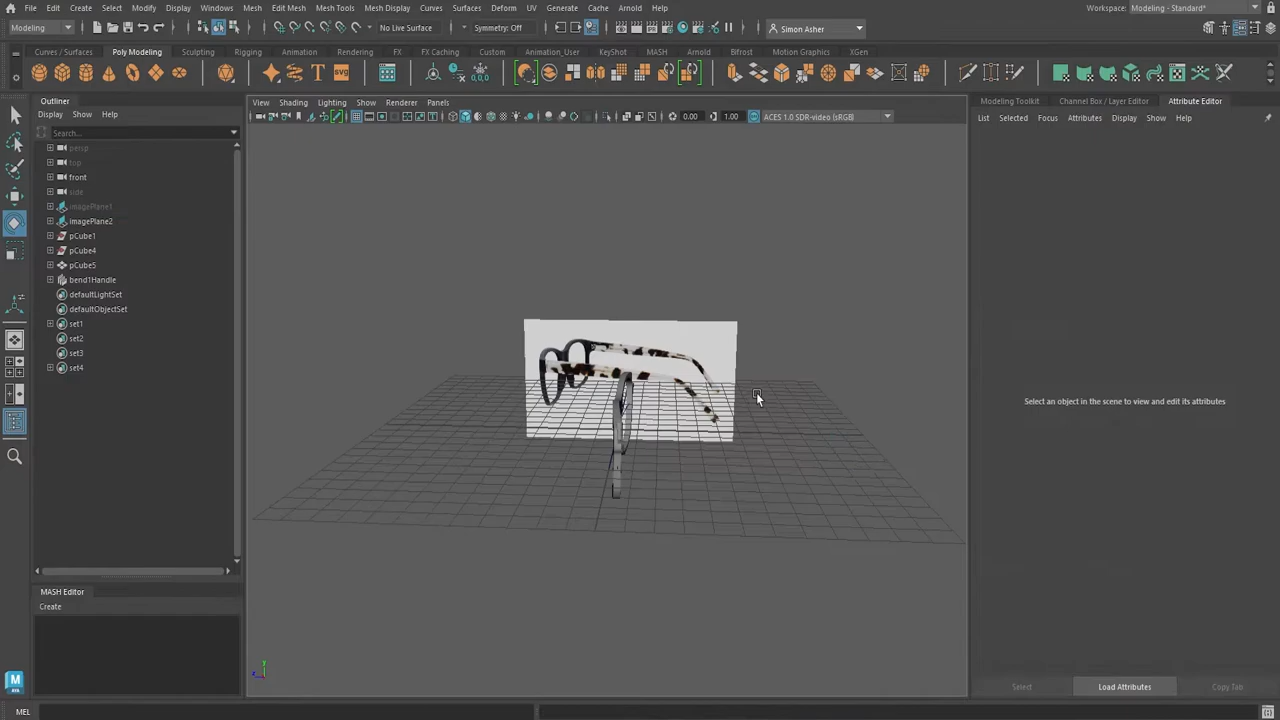 File Edit Create Select Modify Display Windows Mesh Edit Mesh Mesh Tools Mesh Display Curves Surfaces Deform UV Generate Cache Arnold Help
Workspace: Modeling - Standard*
Modeling No Live Surface Symmetry: Off Simon Asher
Curves / Surfaces Poly Modeling Sculpting Rigging Animation Rendering FX FX Caching Custom Animation_User KeyShot MASH Arnold Bifrost Motion Graphics XGen
Outliner
Display Show Help
Search...
persp
top
front
side
imagePlane1
imagePlane2
pCube1
pCube4
pCube5
bend1Handle
defaultLightSet
defaultObjectSet
set1
set2
set3
set4
MASH Editor
Create
View Shading Lighting Show Renderer Panels
0.00 1.00 ACES 1.0 SDR-video (sRGB)
Modeling Toolkit Channel Box / Layer Editor Attribute Editor
List Selected Focus Attributes Display Show Help
Select an object in the scene to view and edit its attributes
Select Load Attributes Copy Tab
MEL